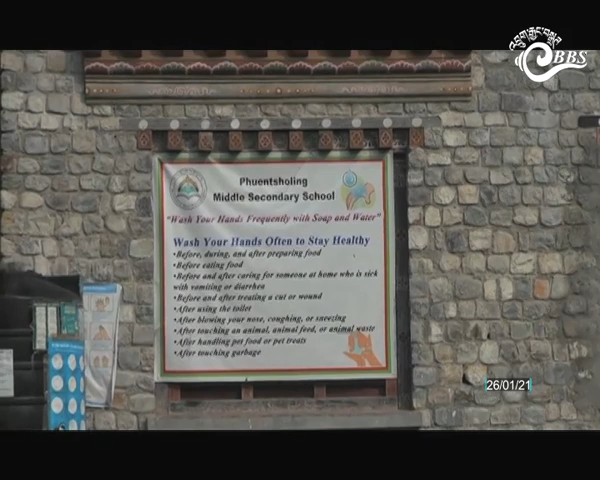 འབྲུག་རྒྱང་བསྒྲགས
BBS
Phuentsholing
Middle Secondary School
"Wash Your Hands Frequently with Soap and Water"
Wash Your Hands Often to Stay Healthy
•Before, during, and after preparing food
•Before eating food
•Before and after caring for someone at home who is sick
with vomiting or diarrhea
•Before and after treating a cut or wound
•After using the toilet
•After blowing your nose, coughing, or sneezing
•After touching an animal, animal feed, or animal waste
•After handling pet food or pet treats
•After touching garbage
26/01/21